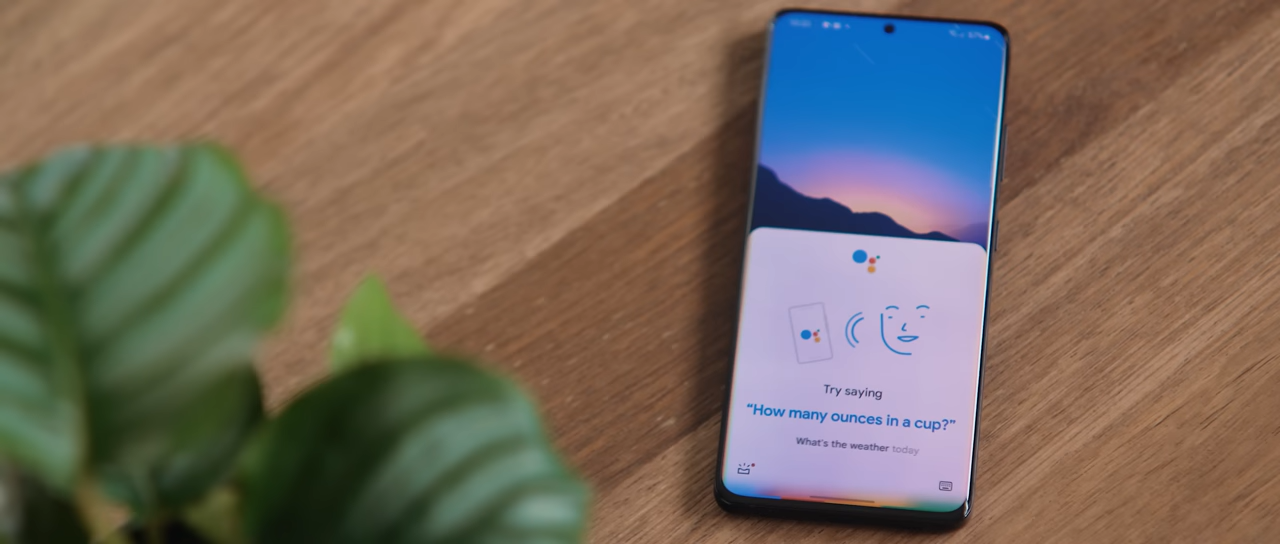 Try saying
“How many ounces in a cup?”
What's the weather today